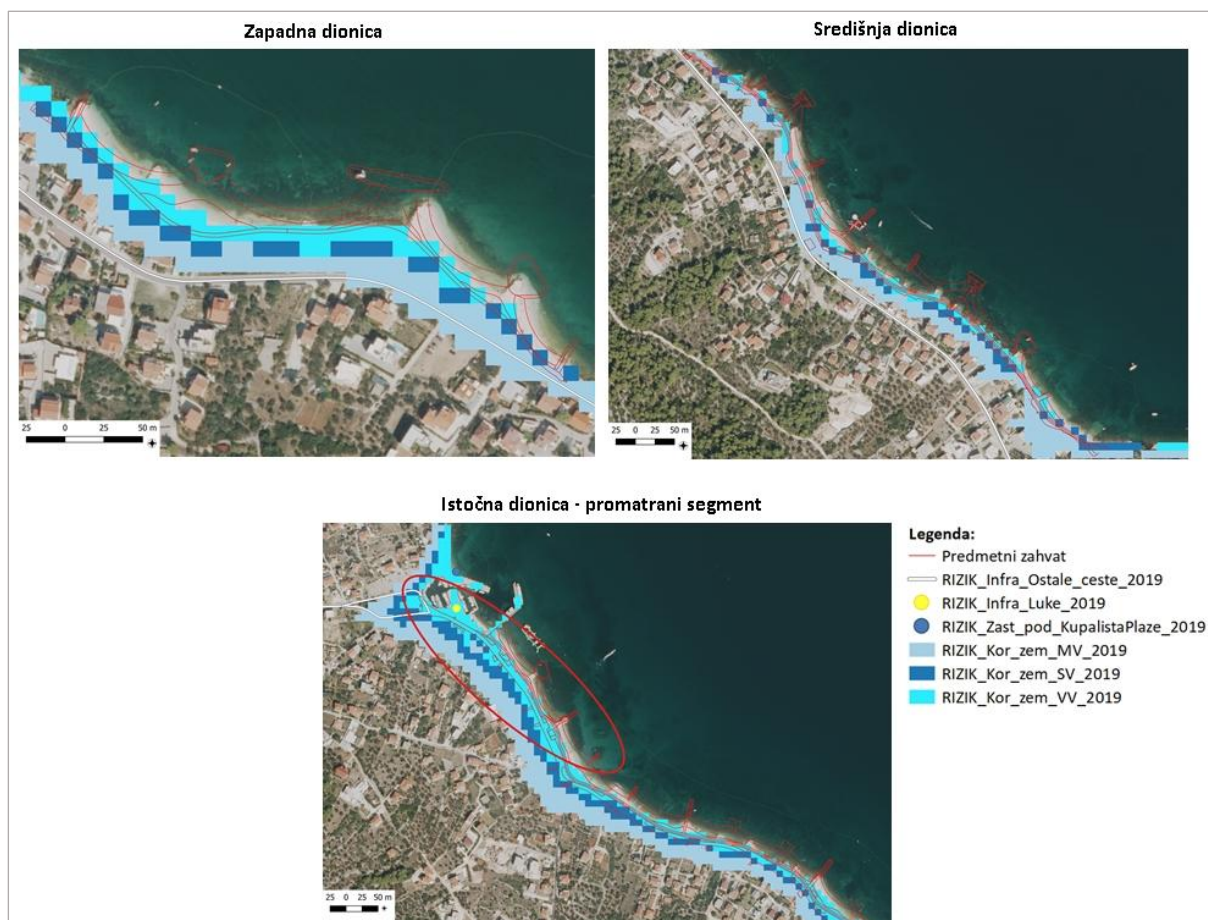 Zapadna dionica
Središnja dionica
25 0 25 50 m
25 0 25 50 m
Istočna dionica - promatrani segment
25 0 25 50 m
Legenda:
Predmetni zahvat
RIZIK_Infra_Ostale_ceste_2019
RIZIK_Infra_Luke_2019
RIZIK_Zast_pod_KupalistaPlaze_2019
RIZIK_Kor_zem_MV_2019
RIZIK_Kor_zem_SV_2019
RIZIK_Kor_zem_VV_2019